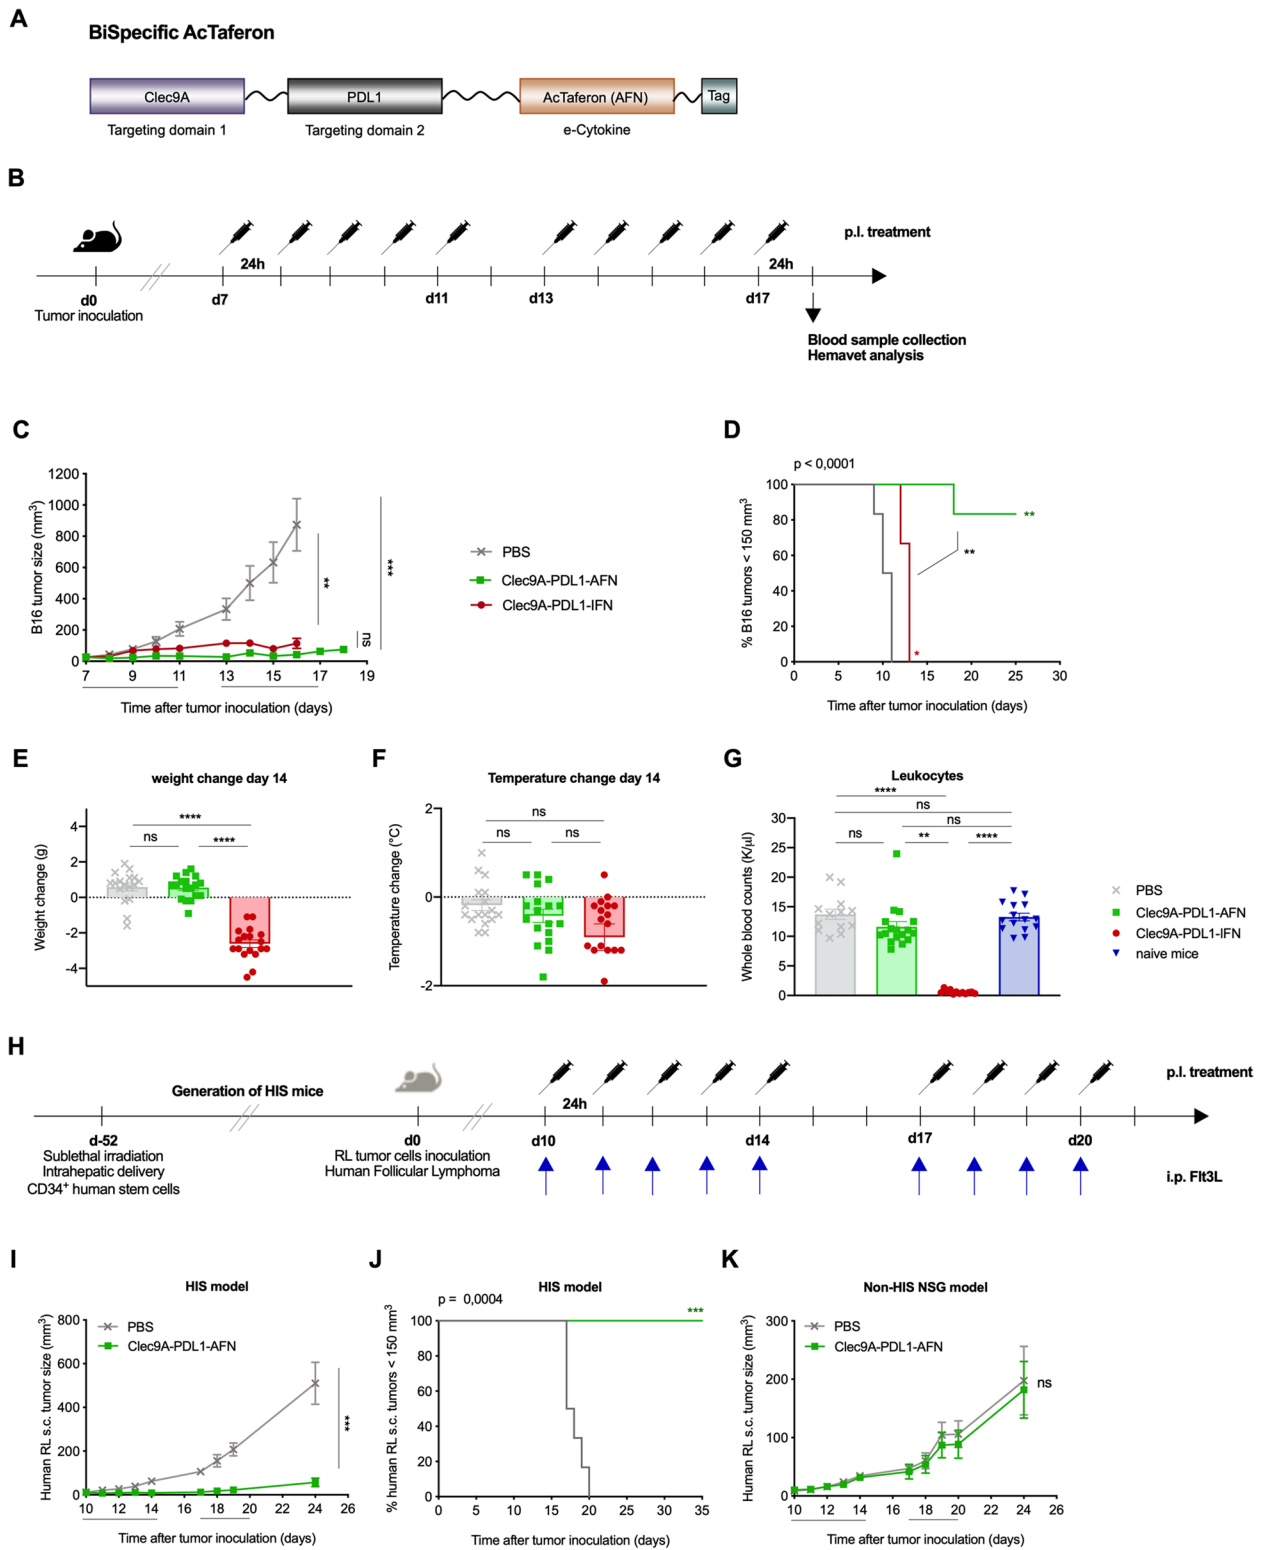 A
BiSpecific AcTaferon
Clec9A
PDL1
AcTaferon (AFN)
Tag
Targeting domain 1
Targeting domain 2
e-Cytokine
B
p.l. treatment
24h
24h
d0
d7
d11
d13
d17
Tumor inoculation
Blood sample collection
Hemavet analysis
C
B16 tumor size (mm³)
1200
1000
800
600
400
200
0
7 9 11 13 15 17 19
Time after tumor inoculation (days)
**
***
ns
PBS
Clec9A-PDL1-AFN
Clec9A-PDL1-IFN
D
p < 0,0001
% B16 tumors < 150 mm³
100
80
60
40
20
0
0 5 10 15 20 25 30
Time after tumor inoculation (days)
**
**
*
E
weight change day 14
Weight change (g)
4
2
0
-2
-4
****
ns
****
F
Temperature change day 14
Temperature change (°C)
2
0
-2
ns
ns
ns
G
Leukocytes
Whole blood counts (K/µl)
30
25
20
15
10
5
0
****
ns
ns
ns
**
****
PBS
Clec9A-PDL1-AFN
Clec9A-PDL1-IFN
naive mice
H
Generation of HIS mice
p.l. treatment
24h
d-52
d0
d10
d14
d17
d20
Sublethal irradiation
Intrahepatic delivery
CD34⁺ human stem cells
RL tumor cells inoculation
Human Follicular Lymphoma
i.p. Flt3L
I
HIS model
Human RL s.c. tumor size (mm³)
800
600
400
200
0
10 12 14 16 18 20 22 24 26
PBS
Clec9A-PDL1-AFN
***
Time after tumor inoculation (days)
J
HIS model
p = 0,0004
% human RL s.c. tumors < 150 mm³
100
80
60
40
20
0
0 5 10 15 20 25 30 35
***
Time after tumor inoculation (days)
K
Non-HIS NSG model
Human RL s.c. tumor size (mm³)
300
200
100
0
10 12 14 16 18 20 22 24 26
PBS
Clec9A-PDL1-AFN
ns
Time after tumor inoculation (days)